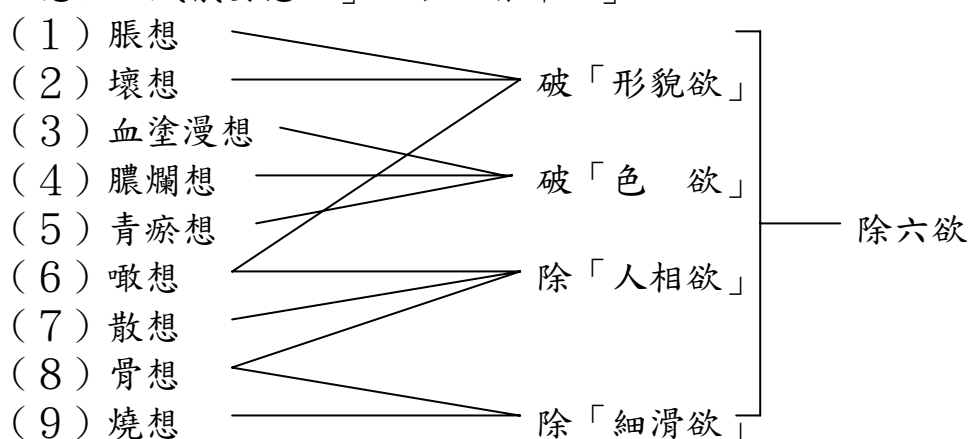 （1）脹想
（2）壞想 破「形貌欲」
（3）血塗漫想
（4）膿爛想 破「色　欲」
（5）青瘀想 除六欲
（6）噉想 除「人相欲」
（7）散想
（8）骨想
（9）燒想 除「細滑欲」